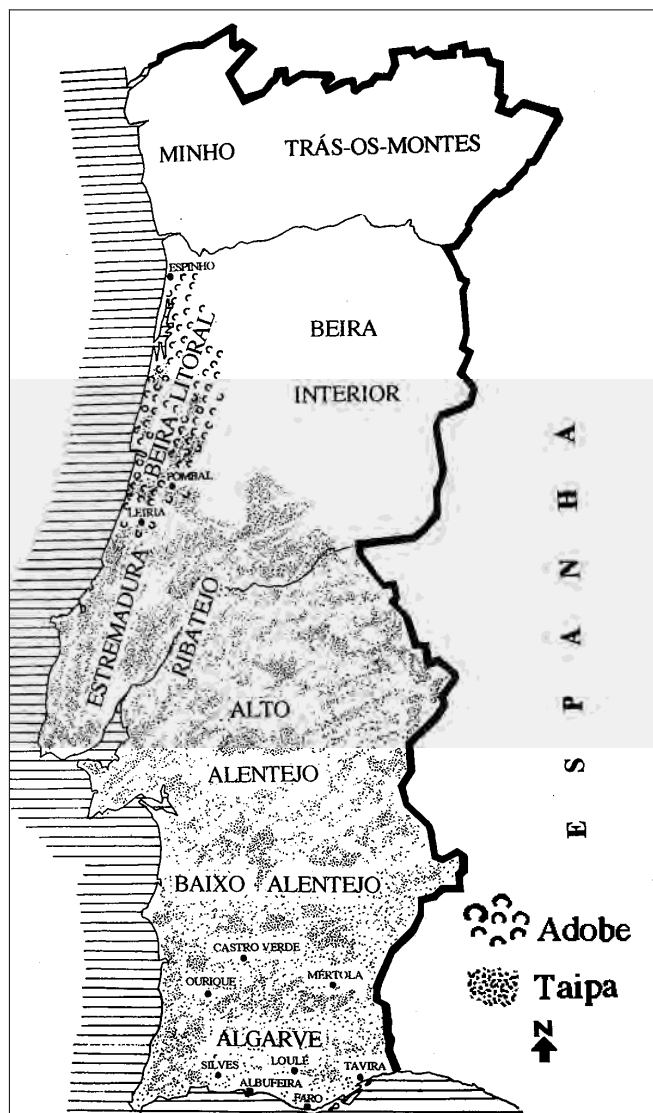 MINHO TRÁS-OS-MONTES
ESPINHO
BEIRA
INTERIOR
BEIRA LITORAL
POMBAL
LEIRIA
ESTREMADURA
RIBATEJO
ESPANHA
ALTO
ALENTEJO
BAIXO ALENTEJO
CASTRO VERDE
OURIQUE
MÉRTOLA
ALGARVE
SILVES
LOULÉ
TAVIRA
ALBUFEIRA
FARO
Adobe
Taipa
N